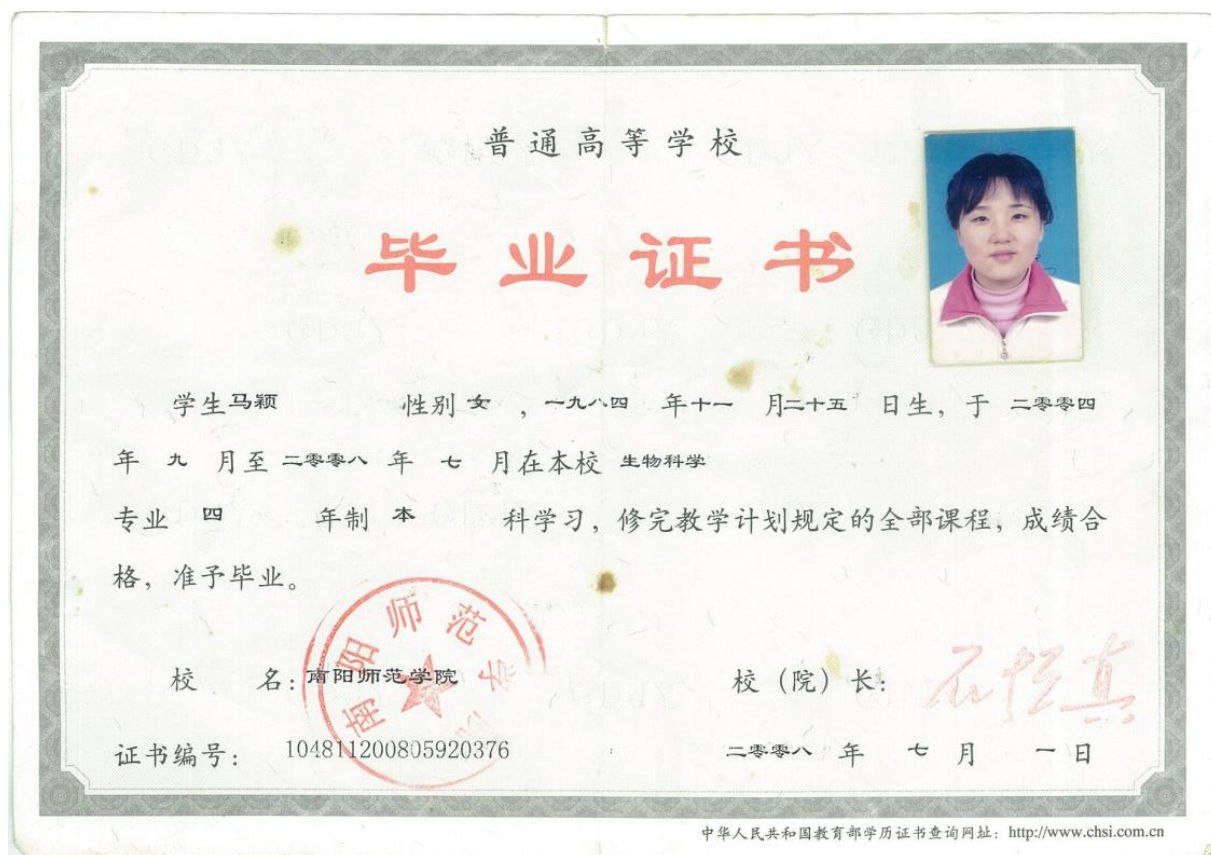 普通高等学校
毕业证书
学生马颖 性别女，一九八四年十一月二十五日生，于二零零四
年九月至二零零八年七月在本校生物科学
专业四年制本科学习，修完教学计划规定的全部课程，成绩合
格，准予毕业。
校 名：南阳师范学院
南阳师范学院
校（院）长：
证书编号：104811200805920376
二零零八年七月一日
中华人民共和国教育部学历证书查询网址：http://www.chsi.com.cn